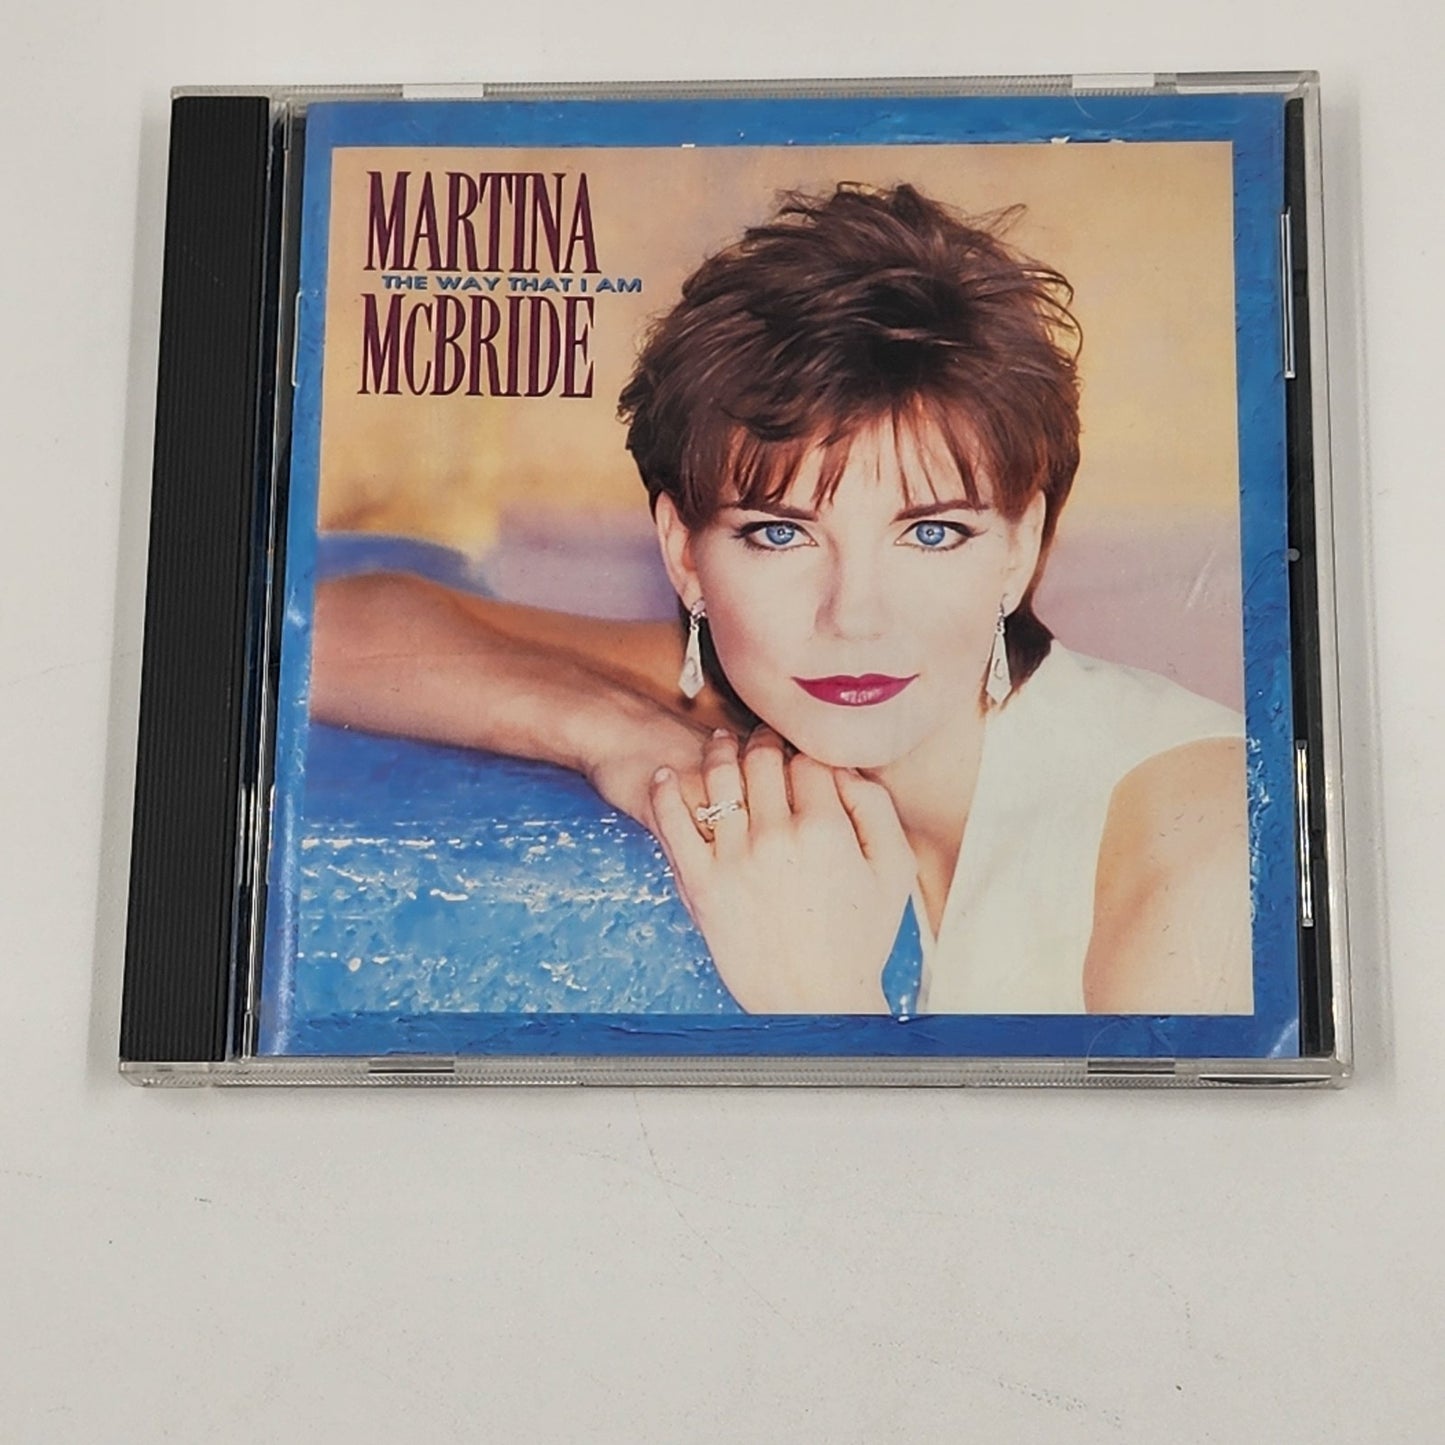 MARTINA
THE WAY THAT I AM
McBRIDE